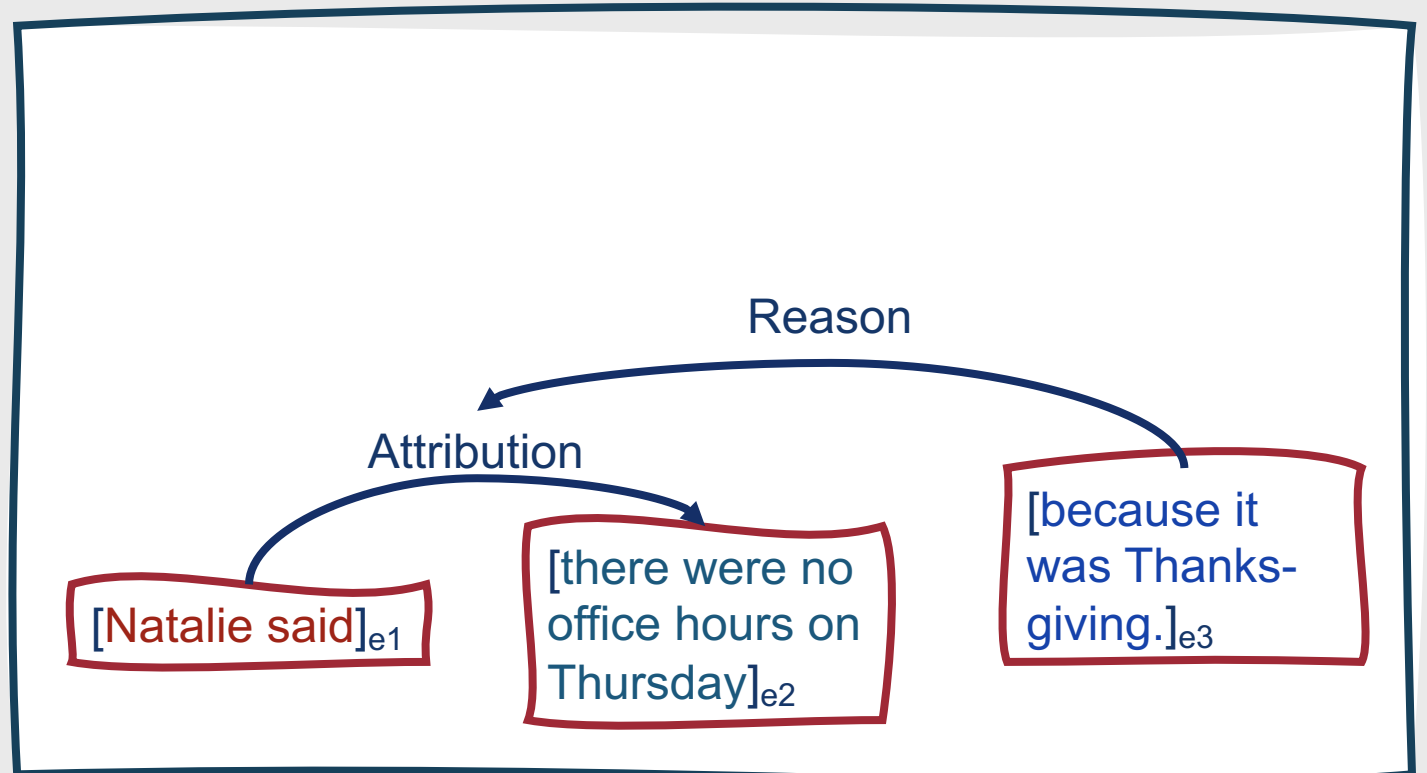 Reason
Attribution
[Natalie said]e1
[there were no
office hours on
Thursday]e2
[because it
was Thanks-
giving.]e3